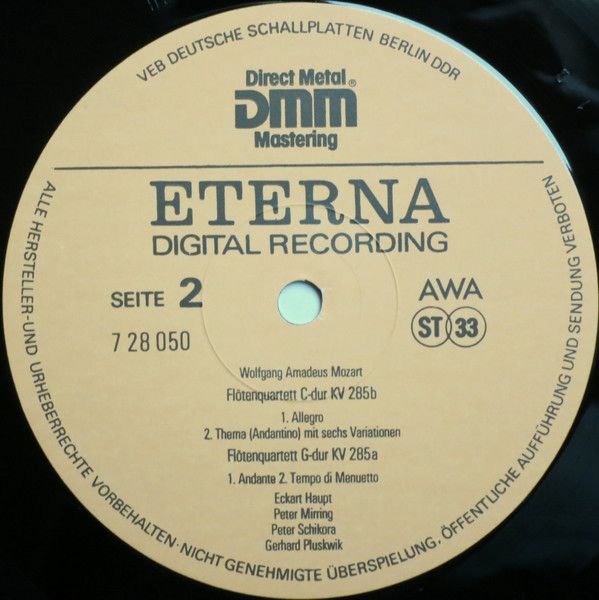 VEB DEUTSCHE SCHALLPLATTEN BERLIN DDR
Direct Metal
DMM®
Mastering
ETERNA
DIGITAL RECORDING
SEITE 2
AWA
7 28 050
ST 33
Wolfgang Amadeus Mozart
Flötenquartett C-dur KV 285b
1. Allegro
2. Thema (Andantino) mit sechs Variationen
Flötenquartett G-dur KV 285a
1. Andante 2. Tempo di Menuetto
Eckart Haupt
Peter Mirring
Peter Schikora
Gerhard Pluskwik
ALLE HERSTELLER-UND URHEBERRECHTE VORBEHALTEN·NICHT GENEHMIGTE ÜBERSPIELUNG, ÖFFENTLICHE AUFFÜHRUNG UND SENDUNG VERBOTEN